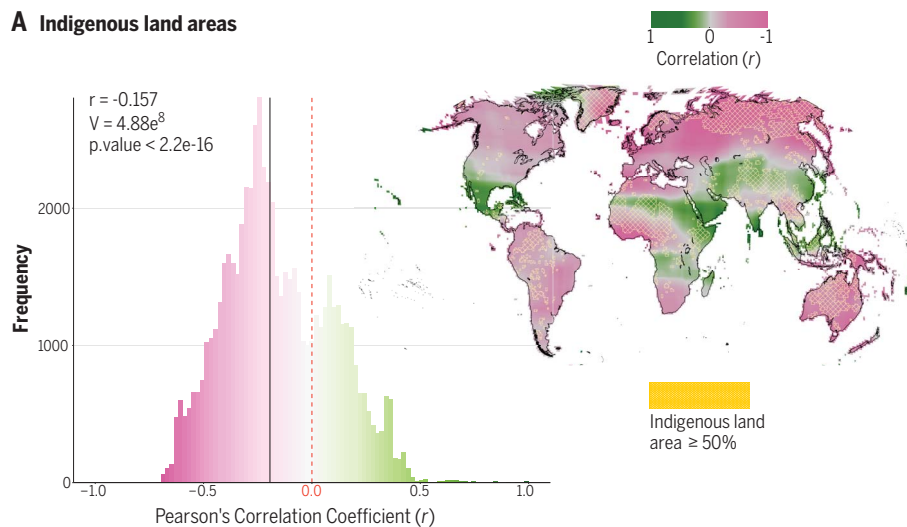 A Indigenous land areas
1 0 -1
Correlation (r)
r = -0.157
V = 4.88e⁸
p.value < 2.2e-16
Frequency
2000
1000
0
−1.0 −0.5 0.0 0.5 1.0
Pearson's Correlation Coefficient (r)
Indigenous land
area ≥ 50%